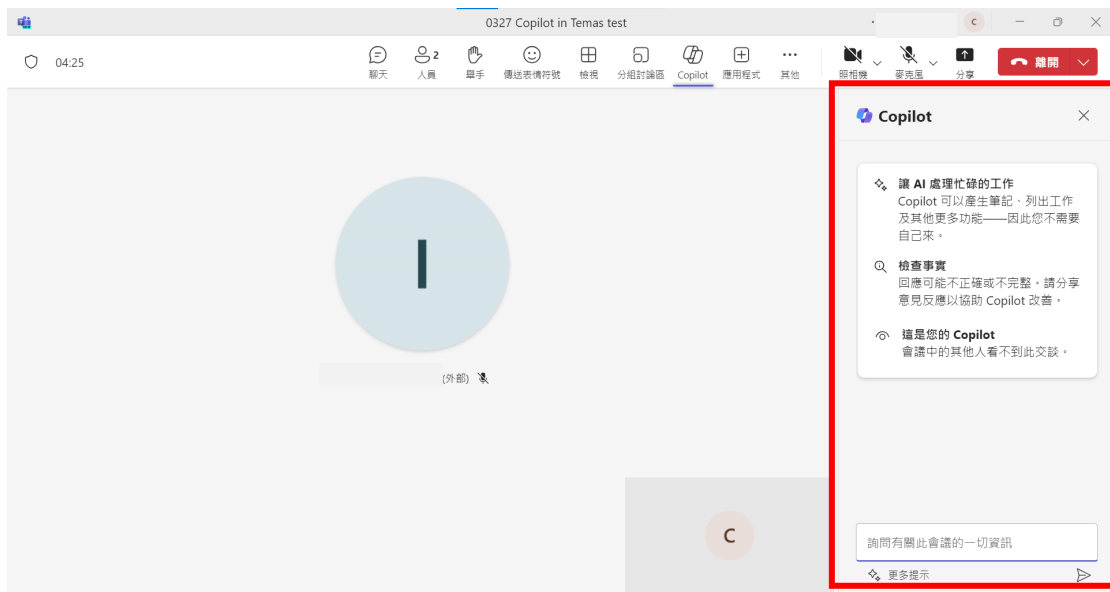 0327 Copilot in Temas test
C
04:25
聊天
2
人員
舉手
傳送表情符號
檢視
分組討論區
Copilot
應用程式
其他
照相機
麥克風
分享
離開
Copilot
讓 AI 處理忙碌的工作
Copilot 可以產生筆記、列出工作
及其他更多功能——因此您不需要
自己來。
檢查事實
回應可能不正確或不完整。請分享
意見反應以協助 Copilot 改善。
這是您的 Copilot
會議中的其他人看不到此交談。
I
(外部)
C
詢問有關此會議的一切資訊
更多提示